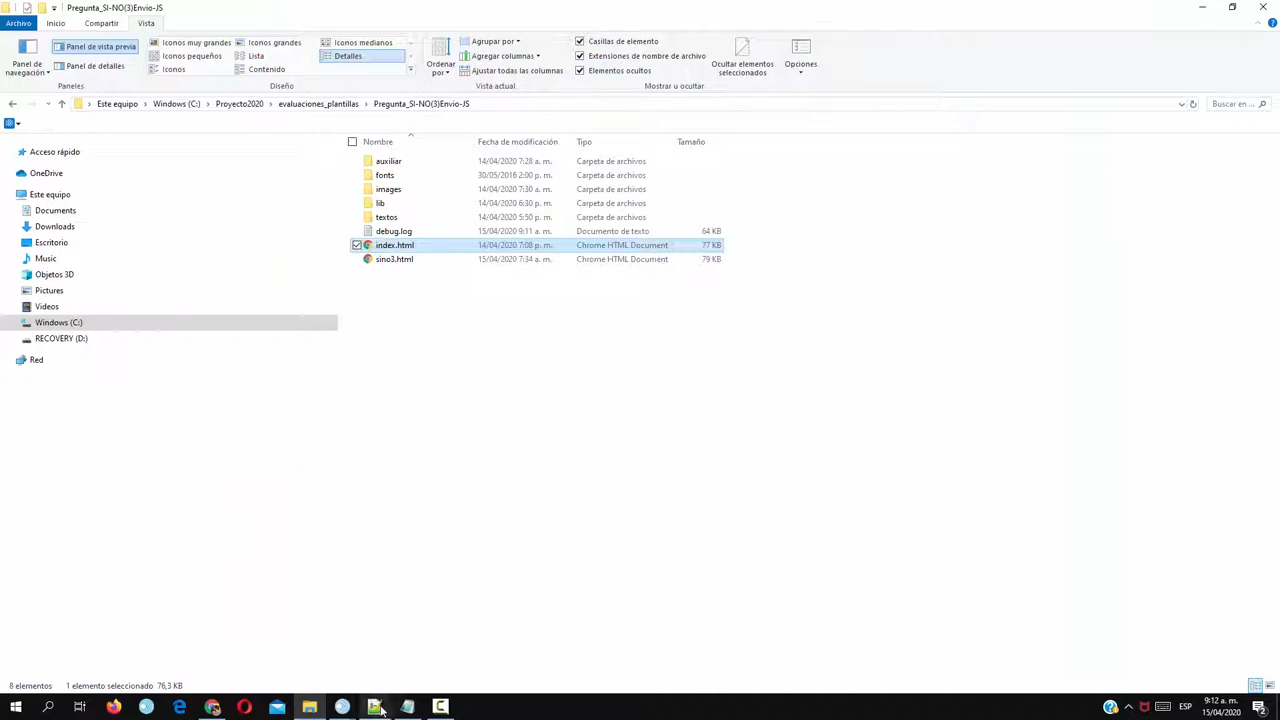 Pregunta_SI-NO(3)Envio-JS
Archivo Inicio Compartir Vista
Panel de navegación
Panel de vista previa
Panel de detalles
Paneles
Iconos muy grandes Iconos grandes Iconos medianos
Iconos pequeños Lista Detalles
Iconos Contenido
Diseño
Ordenar por
Agrupar por
Agregar columnas
Ajustar todas las columnas
Vista actual
Casillas de elemento
Extensiones de nombre de archivo
Elementos ocultos
Ocultar elementos seleccionados
Mostrar u ocultar
Opciones
Este equipo Windows (C:) Proyecto2020 evaluaciones_plantillas Pregunta_SI-NO(3)Envio-JS
Buscar en ...
Acceso rápido
OneDrive
Este equipo
Documents
Downloads
Escritorio
Music
Objetos 3D
Pictures
Videos
Windows (C:)
RECOVERY (D:)
Red
Nombre Fecha de modificación Tipo Tamaño
auxiliar 14/04/2020 7:28 a. m. Carpeta de archivos
fonts 30/05/2016 2:00 p. m. Carpeta de archivos
images 14/04/2020 7:30 a. m. Carpeta de archivos
lib 14/04/2020 6:30 p. m. Carpeta de archivos
textos 14/04/2020 5:50 p. m. Carpeta de archivos
debug.log 15/04/2020 9:11 a. m. Documento de texto 64 KB
index.html 14/04/2020 7:08 p. m. Chrome HTML Document 77 KB
sino3.html 15/04/2020 7:34 a. m. Chrome HTML Document 79 KB
8 elementos 1 elemento seleccionado 76,3 KB
ESP
9:12 a. m.
15/04/2020
2